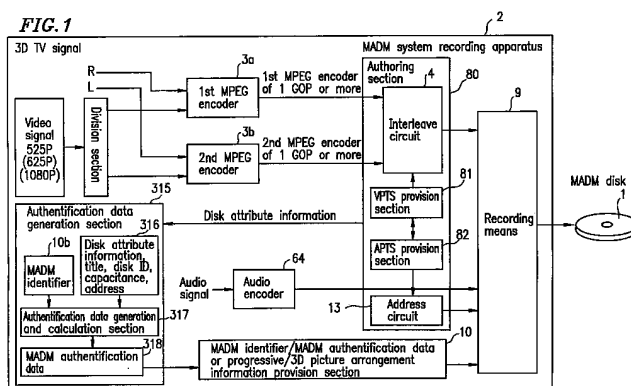 FIG. 1
2
3D TV signal
MADM system recording apparatus
R
L
3a
1st MPEG
encoder
1st MPEG encoder
of 1 GOP or more
Authoring
section
4
80
9
Video
signal
525P
(625P)
(1080P)
Division section
3b
2nd MPEG
encoder
2nd MPEG encoder
of 1 GOP or more
Interleave
circuit
MADM disk
1
315
81
VPTS provision
section
Recording
means
Authentification data
generation section
316
Disk attribute information
82
APTS provision
section
10b
MADM
identifier
Disk attribute
information,
title, disk ID,
capacitance,
address
64
Audio
signal
Audio
encoder
13
Address
circuit
Authentification data generation
and calculation section
317
318
10
MADM authentification
data
MADM identifier/MADM authentification data
or progressive/3D picture arrangement
information provision section